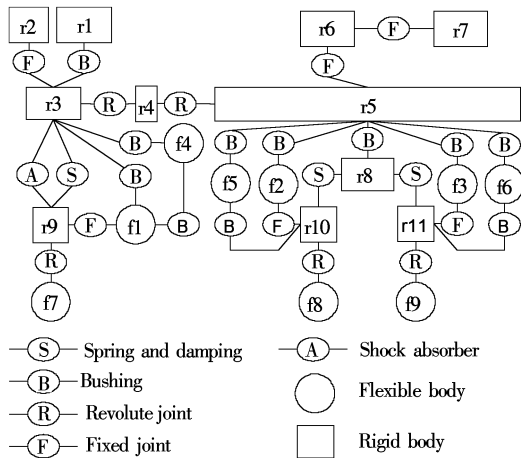 r2 r1 r6 F r7
F B F
r3 R r4 R r5
B f4 B B B B B
A S B f5 f2 S r8 S f3 f6
r9 F f1 B B F r10 r11 F B
R R R
f7 f8 f9
S Spring and damping A Shock absorber
B Bushing Flexible body
R Revolute joint
F Fixed joint Rigid body